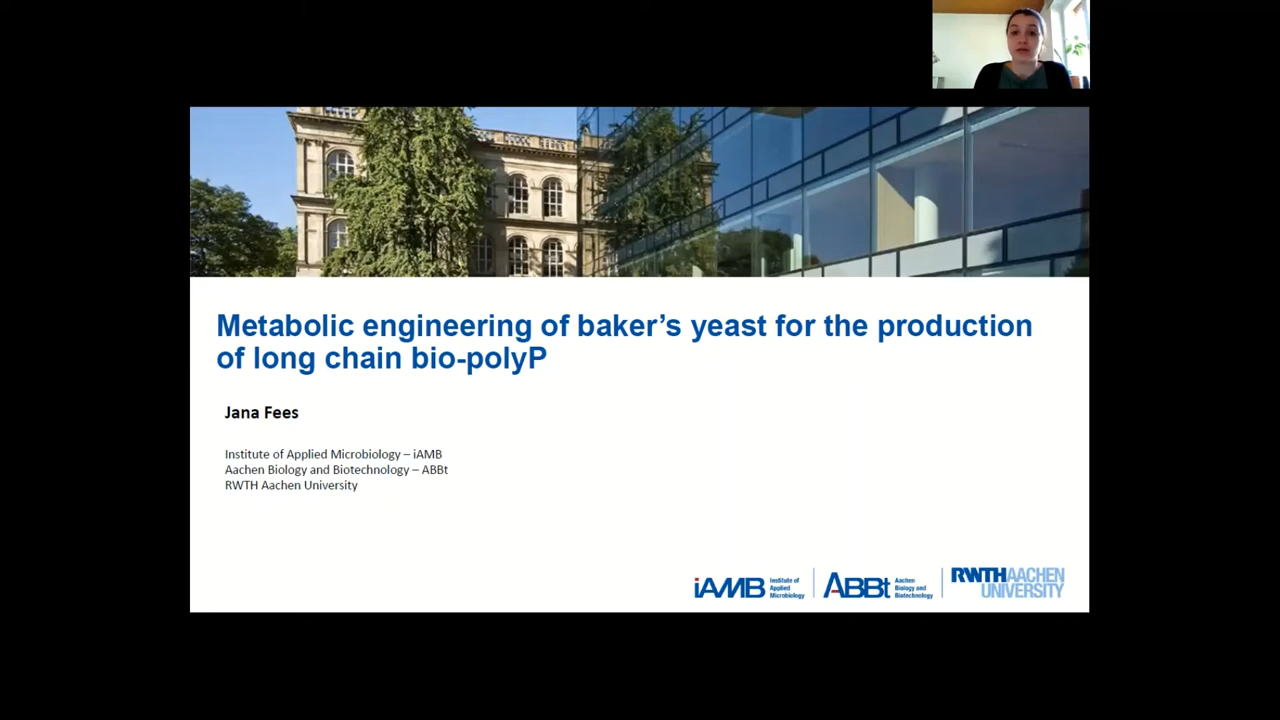 Metabolic engineering of baker’s yeast for the production
of long chain bio-polyP
Jana Fees
Institute of Applied Microbiology – iAMB
Aachen Biology and Biotechnology – ABBt
RWTH Aachen University
iAMB
Institute of
Applied
Microbiology
ABBt
Aachen
Biology and
Biotechnology
RWTHAACHEN
UNIVERSITY